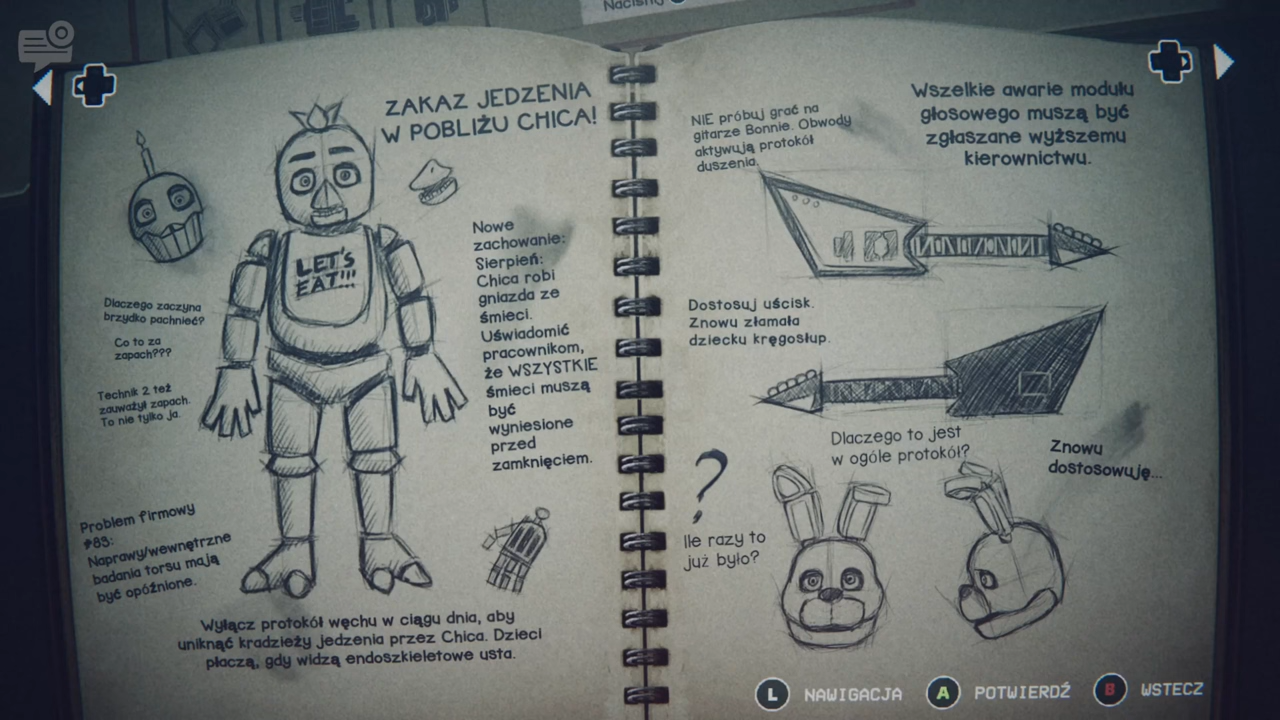 Naciśnij
ZAKAZ JEDZENIA
W POBLIŻU CHICA!
LET'S
EAT!!!
Nowe
zachowanie:
Sierpień:
Chica robi
gniazda ze
śmieci.
Uświadomić
pracownikom,
że WSZYSTKIE
śmieci muszą
być
wyniesione
przed
zamknięciem.
Dlaczego zaczyna
brzydko pachnieć?
Co to za
zapach???
Technik 2 też
zauważył zapach.
To nie tylko ja.
Problem firmowy
#83:
Naprawy/wewnętrzne
badania torsu mają
być opóźnione.
Wyłącz protokół węchu w ciągu dnia, aby
uniknąć kradzieży jedzenia przez Chica. Dzieci
płaczą, gdy widzą endoszkieletowe usta.
NIE próbuj grać na
gitarze Bonnie. Obwody
aktywują protokół
duszenia.
Wszelkie awarie modułu
głosowego muszą być
zgłaszane wyższemu
kierownictwu.
Dostosuj uścisk.
Znowu złamała
dziecku kręgosłup.
Dlaczego to jest
w ogóle protokół?
Znowu
dostosowuję...
?
Ile razy to
już było?
L NAWIGACJA A POTWIERDŹ B WSTECZ